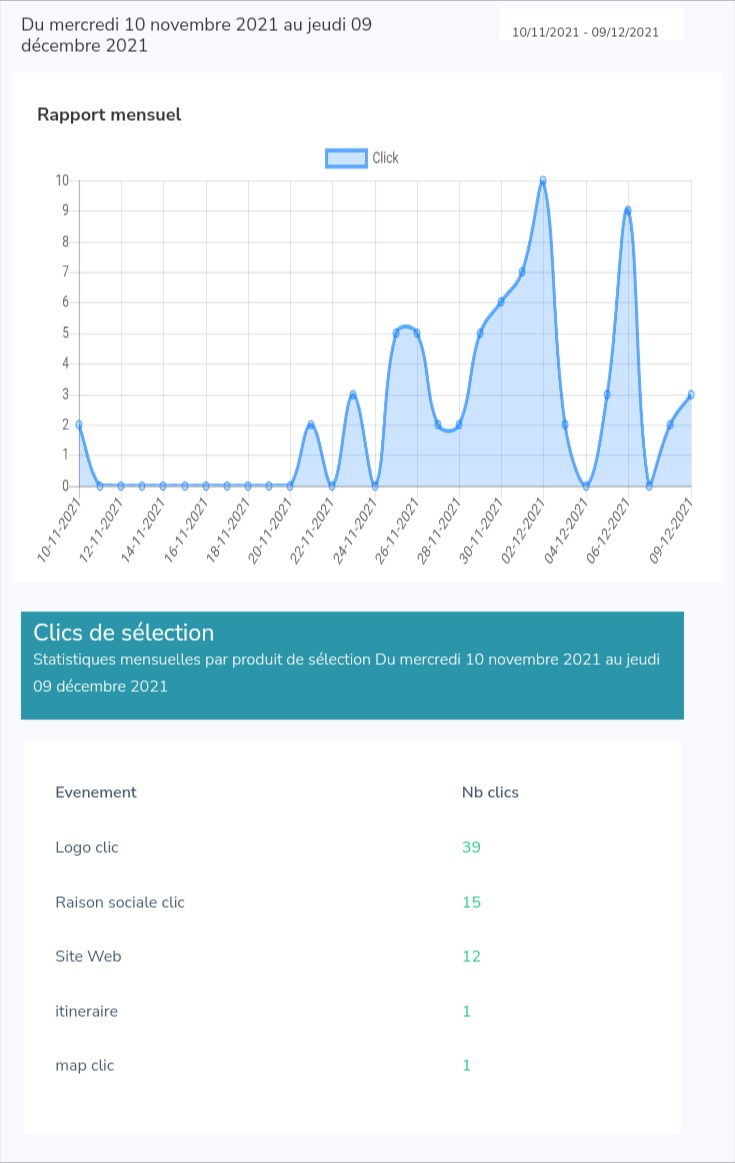 Du mercredi 10 novembre 2021 au jeudi 09
décembre 2021
10/11/2021 - 09/12/2021
Rapport mensuel
Click
10
9
8
7
6
5
4
3
2
1
0
10-11-2021
12-11-2021
14-11-2021
16-11-2021
18-11-2021
20-11-2021
22-11-2021
24-11-2021
26-11-2021
28-11-2021
30-11-2021
02-12-2021
04-12-2021
06-12-2021
09-12-2021
Clics de sélection
Statistiques mensuelles par produit de sélection Du mercredi 10 novembre 2021 au jeudi
09 décembre 2021
Evenement Nb clics
Logo clic 39
Raison sociale clic 15
Site Web 12
itineraire 1
map clic 1